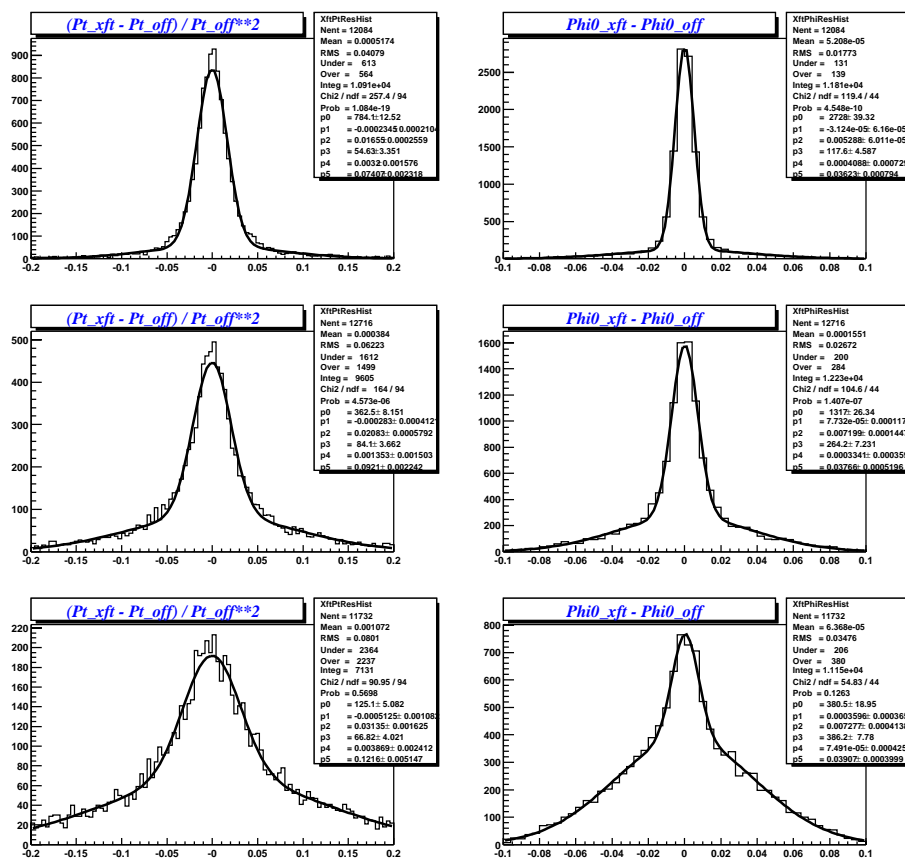 (Pt_xft - Pt_off) / Pt_off**2
XftPtResHist
Nent = 12084
Mean = 0.0005174
RMS = 0.04079
Under = 613
Over = 564
Integ = 1.091e+04
Chi2 / ndf = 257.4 / 94
Prob = 1.084e-19
p0 = 784.1± 12.52
p1 = -0.0002345± 0.0002104
p2 = 0.01655± 0.0002559
p3 = 54.63± 3.351
p4 = 0.0032± 0.001576
p5 = 0.07407± 0.002318
900
800
700
600
500
400
300
200
100
0
-0.2 -0.15 -0.1 -0.05 -0 0.05 0.1 0.15 0.2
Phi0_xft - Phi0_off
XftPhiResHist
Nent = 12084
Mean = 5.208e-05
RMS = 0.01773
Under = 131
Over = 139
Integ = 1.181e+04
Chi2 / ndf = 119.4 / 44
Prob = 4.548e-10
p0 = 2728± 39.32
p1 = -3.124e-05± 6.16e-05
p2 = 0.005288± 6.011e-05
p3 = 117.6± 4.587
p4 = 0.0004088± 0.000729
p5 = 0.03623± 0.000794
2500
2000
1500
1000
500
0
-0.1 -0.08 -0.06 -0.04 -0.02 0 0.02 0.04 0.06 0.08 0.1
(Pt_xft - Pt_off) / Pt_off**2
XftPtResHist
Nent = 12716
Mean = 0.000384
RMS = 0.06223
Under = 1612
Over = 1499
Integ = 9605
Chi2 / ndf = 164 / 94
Prob = 4.573e-06
p0 = 362.5± 8.151
p1 = -0.000283± 0.000412
p2 = 0.02083± 0.0005792
p3 = 84.1± 3.662
p4 = 0.001353± 0.001503
p5 = 0.0921± 0.002242
500
400
300
200
100
0
-0.2 -0.15 -0.1 -0.05 -0 0.05 0.1 0.15 0.2
Phi0_xft - Phi0_off
XftPhiResHist
Nent = 12716
Mean = 0.0001551
RMS = 0.02672
Under = 200
Over = 284
Integ = 1.223e+04
Chi2 / ndf = 104.6 / 44
Prob = 1.407e-07
p0 = 1317± 26.34
p1 = 7.732e-05± 0.000117
p2 = 0.007199± 0.0001447
p3 = 264.2± 7.231
p4 = 0.0003341± 0.000359
p5 = 0.03766± 0.0005196
1600
1400
1200
1000
800
600
400
200
0
-0.1 -0.08 -0.06 -0.04 -0.02 0 0.02 0.04 0.06 0.08 0.1
(Pt_xft - Pt_off) / Pt_off**2
XftPtResHist
Nent = 11732
Mean = 0.001072
RMS = 0.0801
Under = 2364
Over = 2237
Integ = 7131
Chi2 / ndf = 90.95 / 94
Prob = 0.5698
p0 = 125.1± 5.082
p1 = -0.0005125± 0.001082
p2 = 0.03135± 0.001625
p3 = 66.82± 4.021
p4 = 0.003869± 0.002412
p5 = 0.1216± 0.005147
220
200
180
160
140
120
100
80
60
40
20
0
-0.2 -0.15 -0.1 -0.05 -0 0.05 0.1 0.15 0.2
Phi0_xft - Phi0_off
XftPhiResHist
Nent = 11732
Mean = 6.368e-05
RMS = 0.03476
Under = 206
Over = 380
Integ = 1.115e+04
Chi2 / ndf = 54.83 / 44
Prob = 0.1263
p0 = 380.5± 18.95
p1 = 0.0003596± 0.000365
p2 = 0.007277± 0.0004138
p3 = 386.2± 7.78
p4 = 7.491e-05± 0.000425
p5 = 0.03907± 0.0003999
800
700
600
500
400
300
200
100
0
-0.1 -0.08 -0.06 -0.04 -0.02 0 0.02 0.04 0.06 0.08 0.1